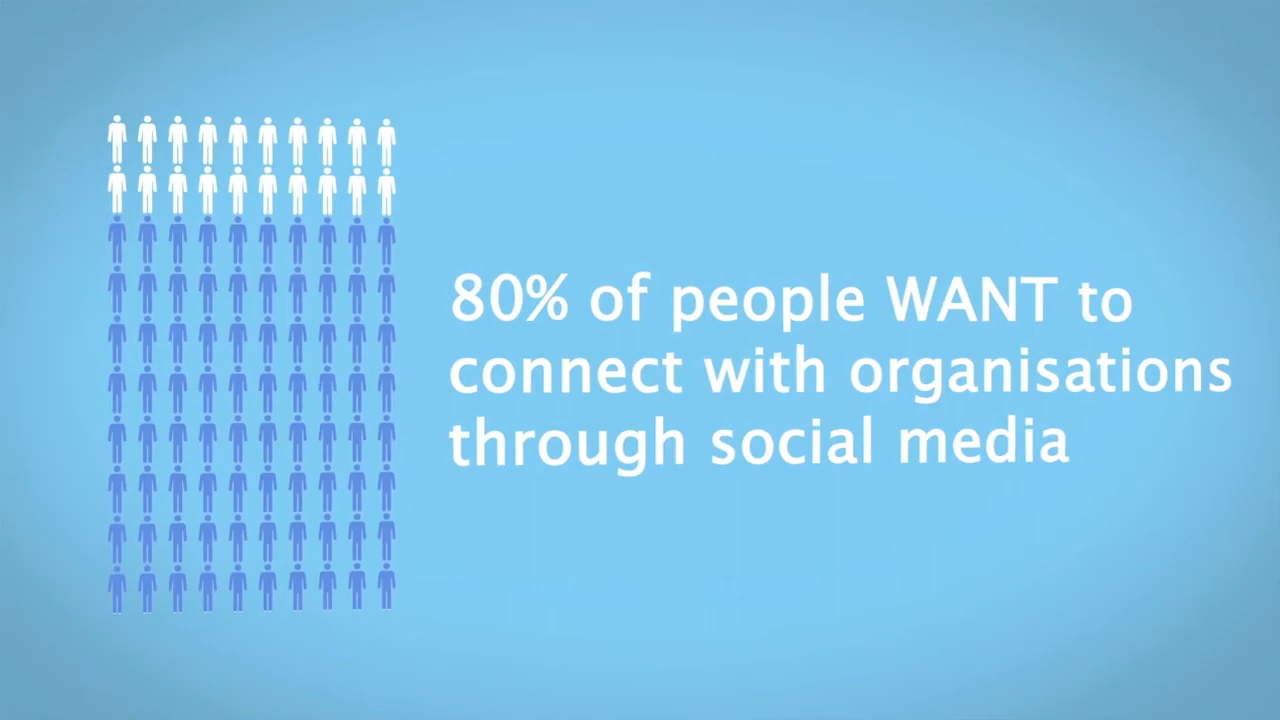 80% of people WANT to
connect with organisations
through social media